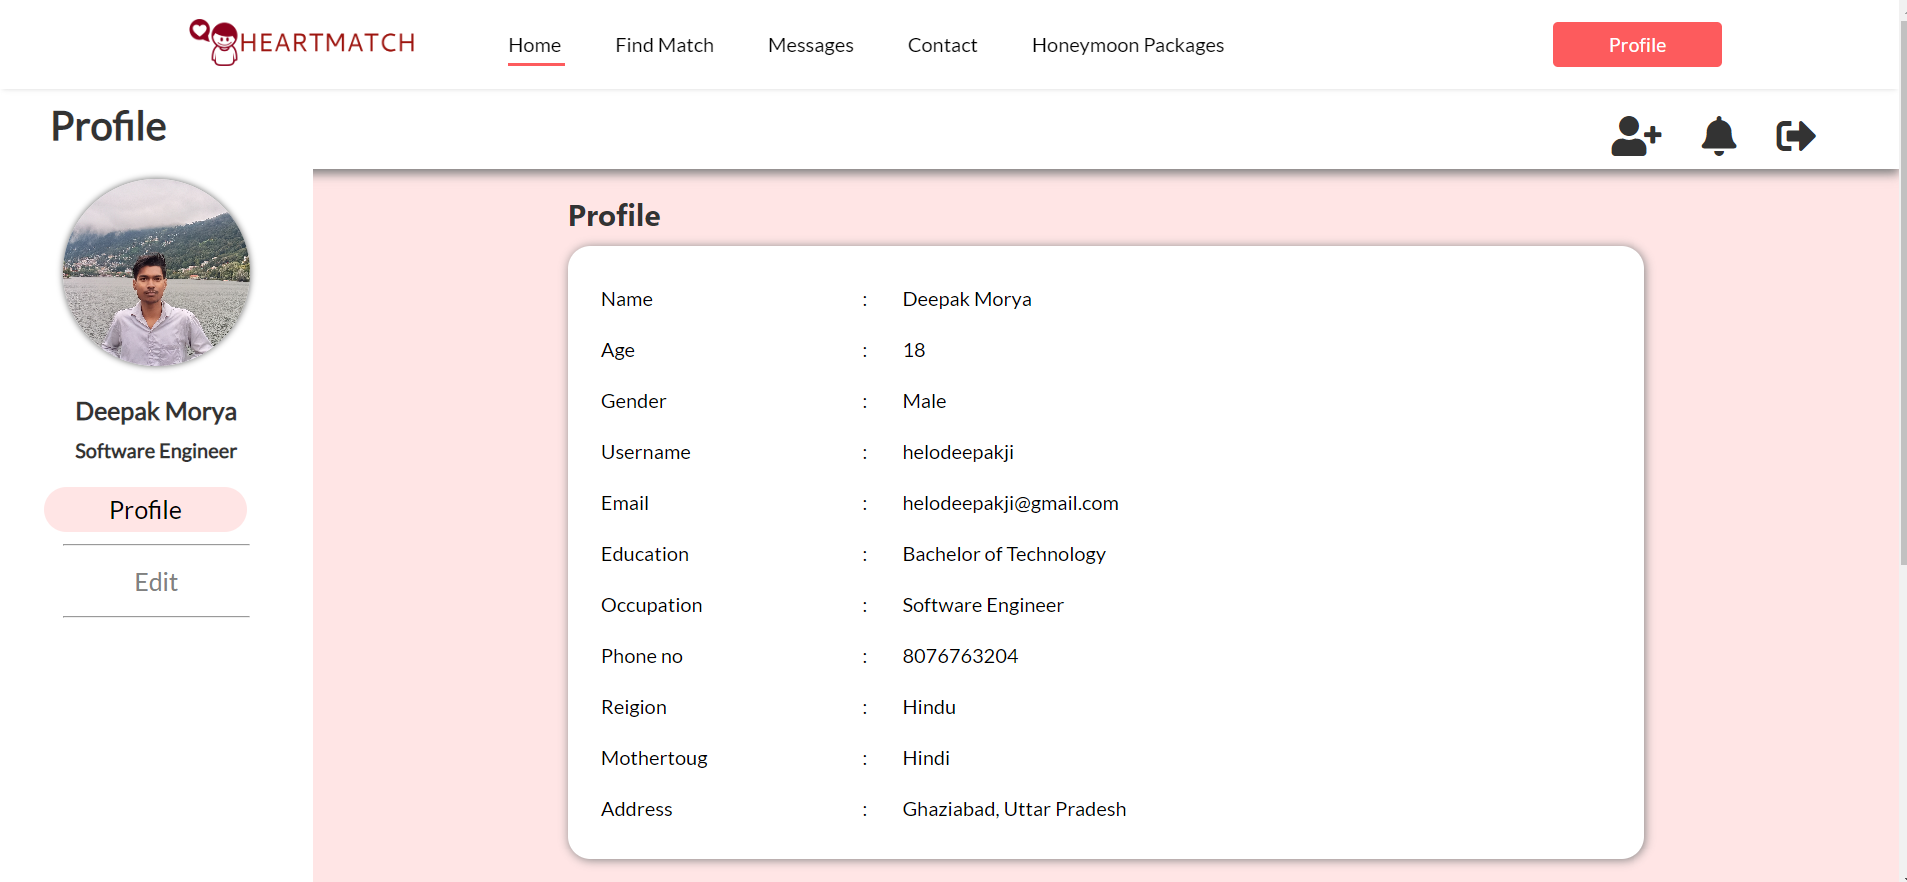 HEARTMATCH Home Find Match Messages Contact Honeymoon Packages Profile
Profile
Deepak Morya
Software Engineer
Profile
Edit
Profile
Name : Deepak Morya
Age : 18
Gender : Male
Username : helodeepakji
Email : helodeepakji@gmail.com
Education : Bachelor of Technology
Occupation : Software Engineer
Phone no : 8076763204
Reigion : Hindu
Mothertoug : Hindi
Address : Ghaziabad, Uttar Pradesh